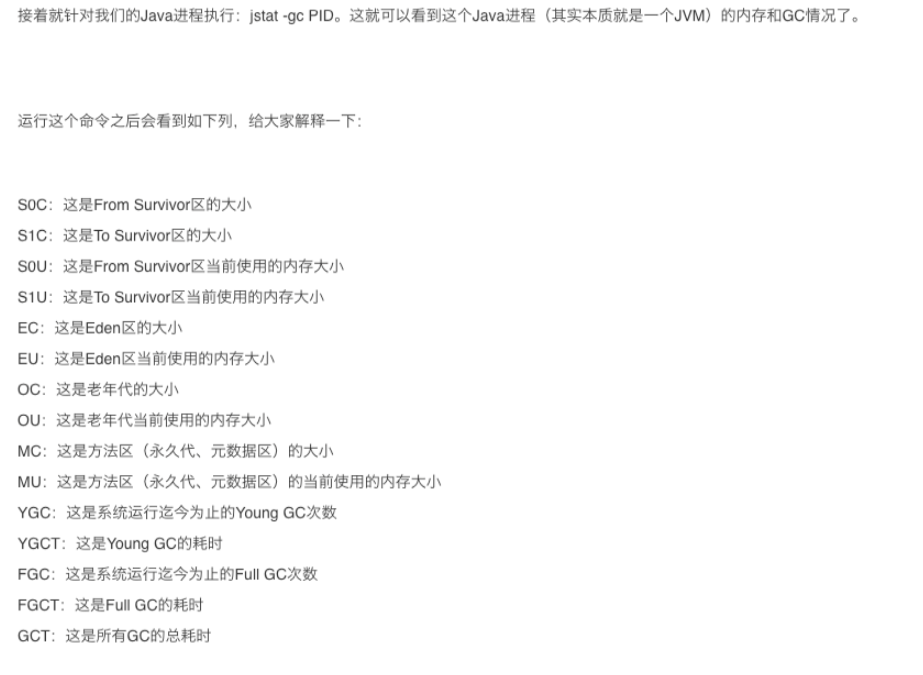 接着就针对我们的Java进程执行：jstat -gc PID。这就可以看到这个Java进程（其实本质就是一个JVM）的内存和GC情况了。
运行这个命令之后会看到如下列，给大家解释一下：
S0C：这是From Survivor区的大小
S1C：这是To Survivor区的大小
S0U：这是From Survivor区当前使用的内存大小
S1U：这是To Survivor区当前使用的内存大小
EC：这是Eden区的大小
EU：这是Eden区当前使用的内存大小
OC：这是老年代的大小
OU：这是老年代当前使用的内存大小
MC：这是方法区（永久代、元数据区）的大小
MU：这是方法区（永久代、元数据区）的当前使用的内存大小
YGC：这是系统运行迄今为止的Young GC次数
YGCT：这是Young GC的耗时
FGC：这是系统运行迄今为止的Full GC次数
FGCT：这是Full GC的耗时
GCT：这是所有GC的总耗时